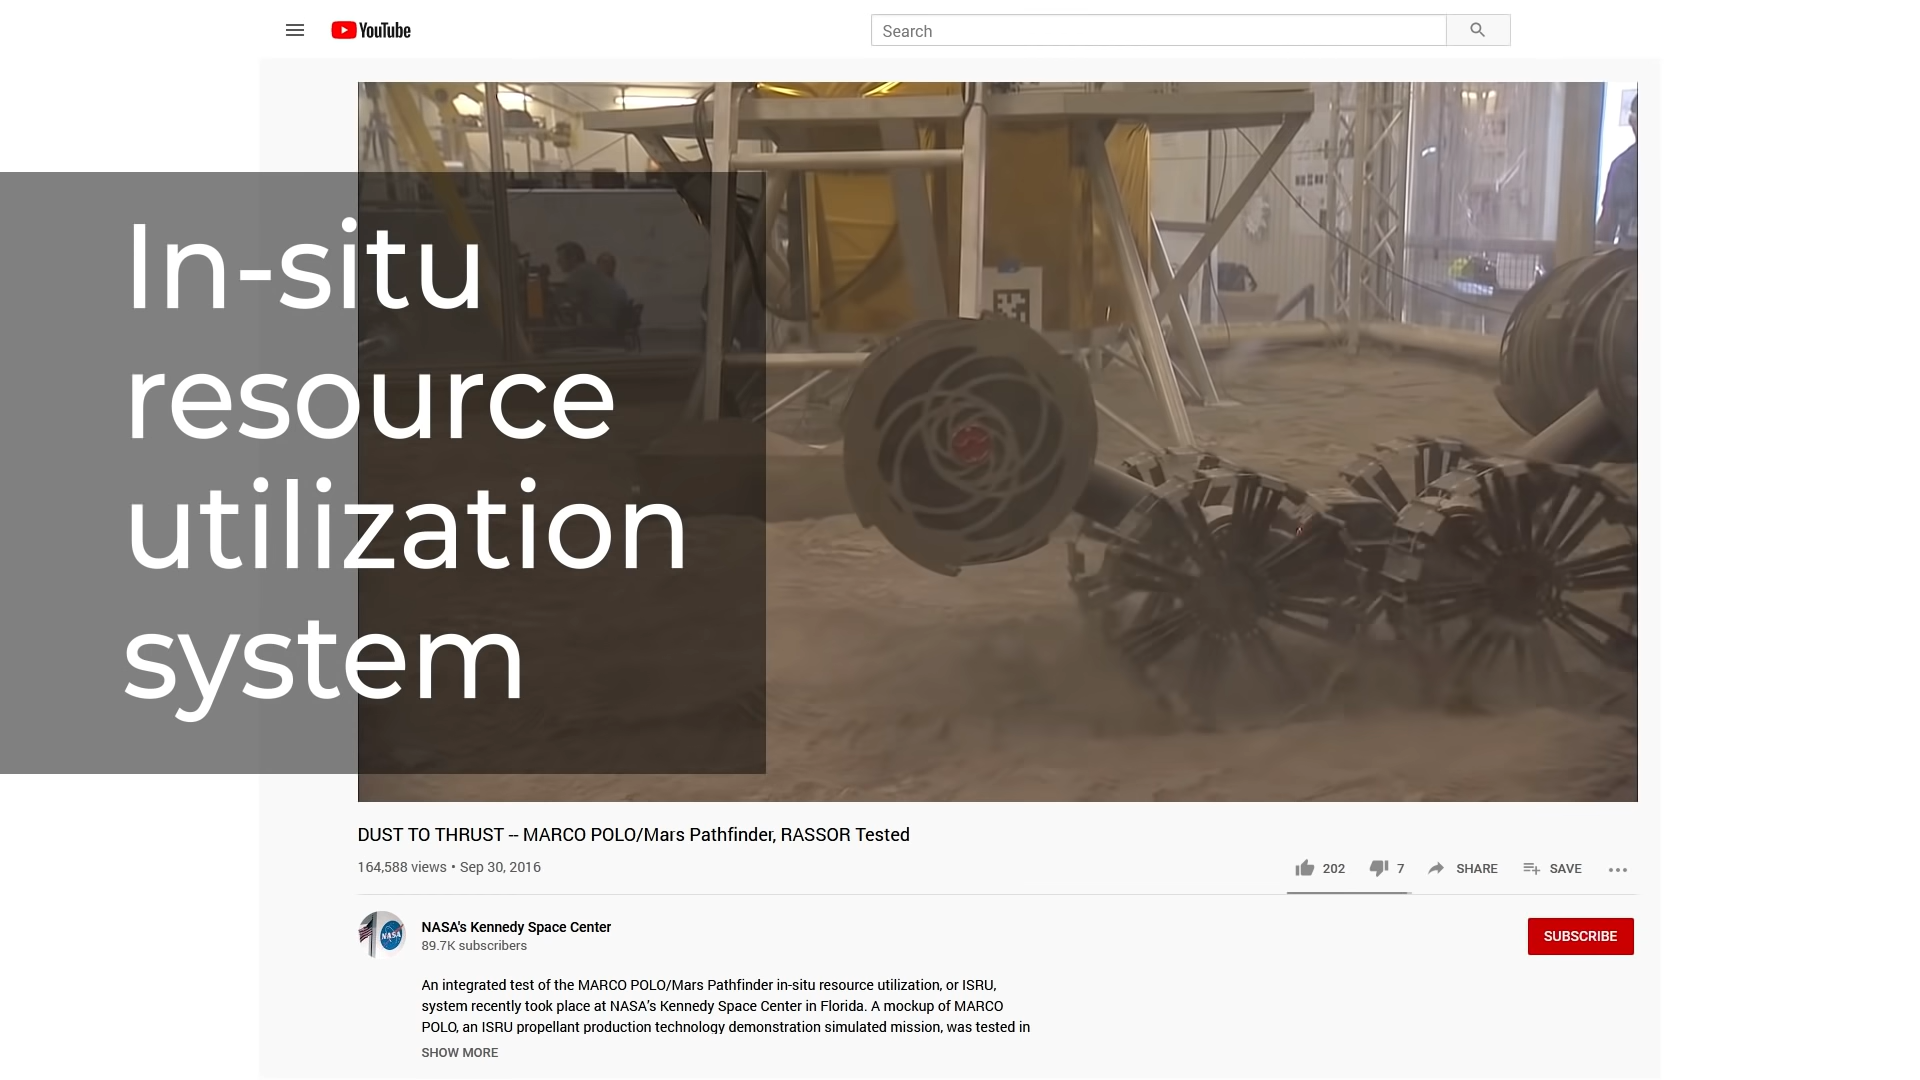 YouTube
Search
In-situ
resource
utilization
system
DUST TO THRUST -- MARCO POLO/Mars Pathfinder, RASSOR Tested
164,588 views • Sep 30, 2016
202
7
SHARE
SAVE
NASA
NASA's Kennedy Space Center
89.7K subscribers
SUBSCRIBE
An integrated test of the MARCO POLO/Mars Pathfinder in-situ resource utilization, or ISRU,
system recently took place at NASA's Kennedy Space Center in Florida. A mockup of MARCO
POLO, an ISRU propellant production technology demonstration simulated mission, was tested in
SHOW MORE